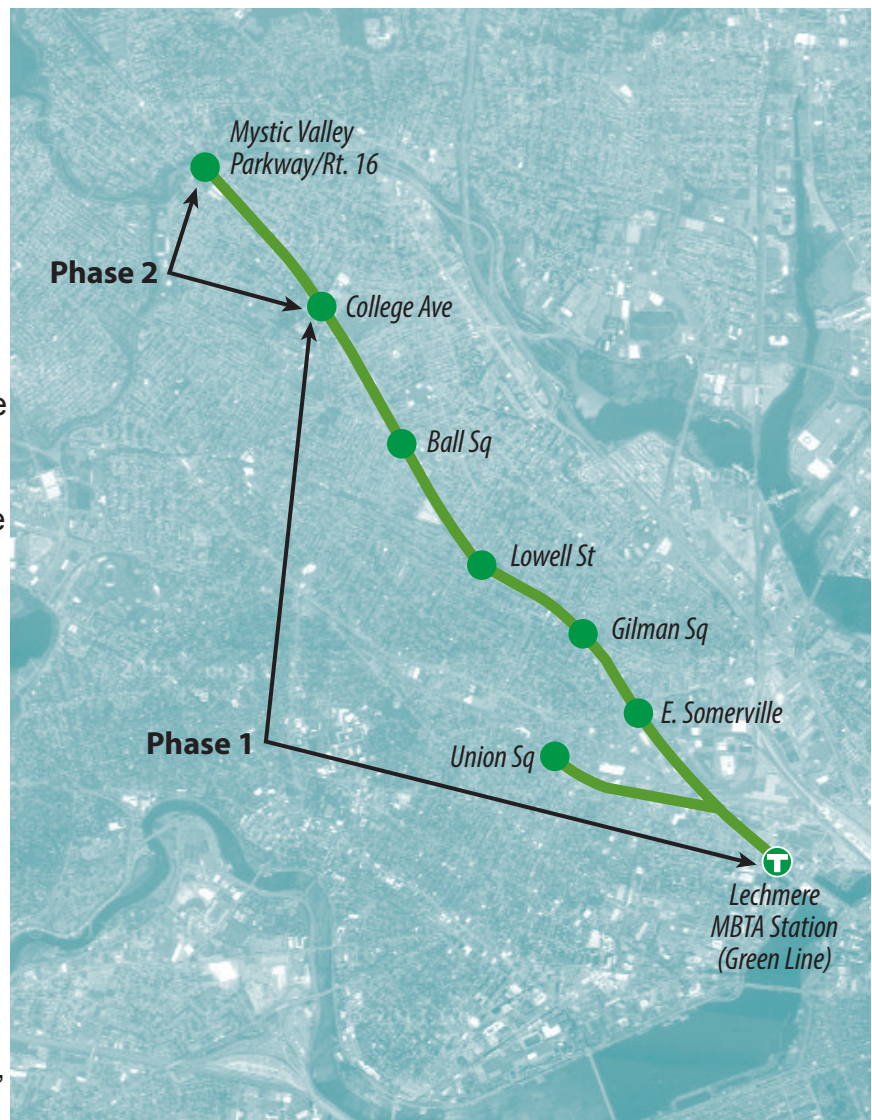 Mystic Valley
Parkway/Rt. 16
Phase 2
College Ave
e
Ball Sq
e
Lowell St
Gilman Sq
E. Somerville
Phase 1
Union Sq
T
Lechmere
MBTA Station
(Green Line)
,